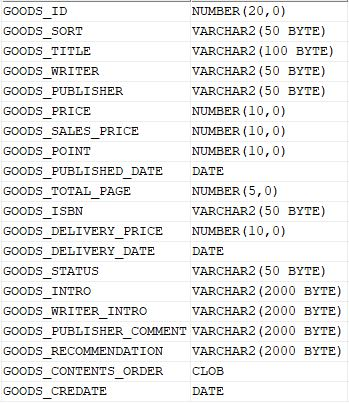 GOODS_ID NUMBER(20,0)
GOODS_SORT VARCHAR2(50 BYTE)
GOODS_TITLE VARCHAR2(100 BYTE)
GOODS_WRITER VARCHAR2(50 BYTE)
GOODS_PUBLISHER VARCHAR2(50 BYTE)
GOODS_PRICE NUMBER(10,0)
GOODS_SALES_PRICE NUMBER(10,0)
GOODS_POINT NUMBER(10,0)
GOODS_PUBLISHED_DATE DATE
GOODS_TOTAL_PAGE NUMBER(5,0)
GOODS_ISBN VARCHAR2(50 BYTE)
GOODS_DELIVERY_PRICE NUMBER(10,0)
GOODS_DELIVERY_DATE DATE
GOODS_STATUS VARCHAR2(50 BYTE)
GOODS_INTRO VARCHAR2(2000 BYTE)
GOODS_WRITER_INTRO VARCHAR2(2000 BYTE)
GOODS_PUBLISHER_COMMENT VARCHAR2(2000 BYTE)
GOODS_RECOMMENDATION VARCHAR2(2000 BYTE)
GOODS_CONTENTS_ORDER CLOB
GOODS_CREDATE DATE